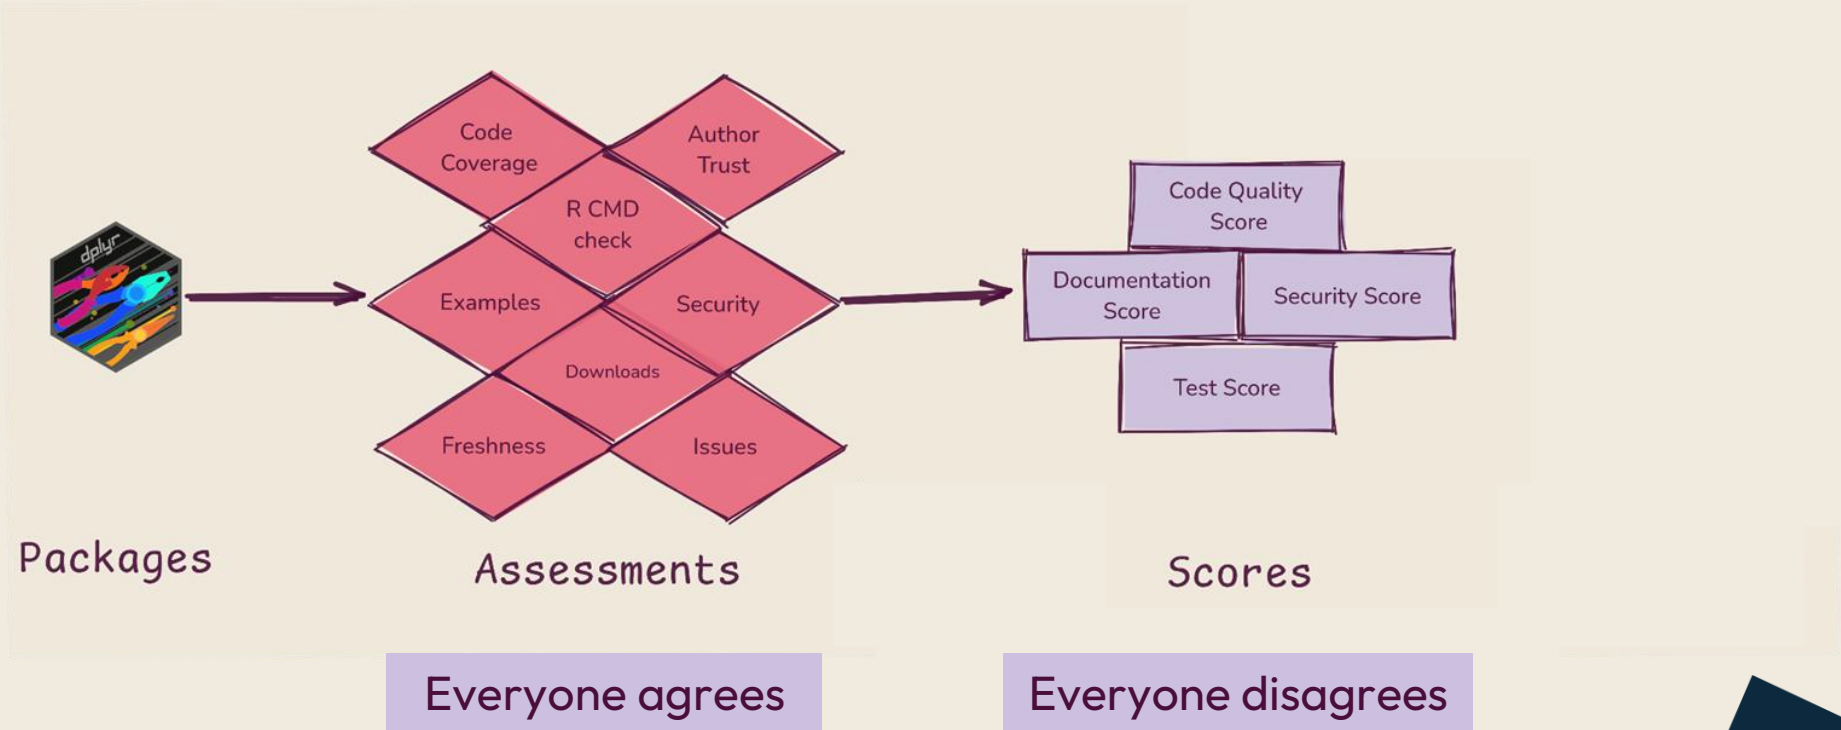 dplyr
Packages
Code
Coverage
Author
Trust
R CMD
check
Examples
Security
Downloads
Freshness
Issues
Assessments
Everyone agrees
Code Quality
Score
Documentation
Score
Security Score
Test Score
Scores
Everyone disagrees